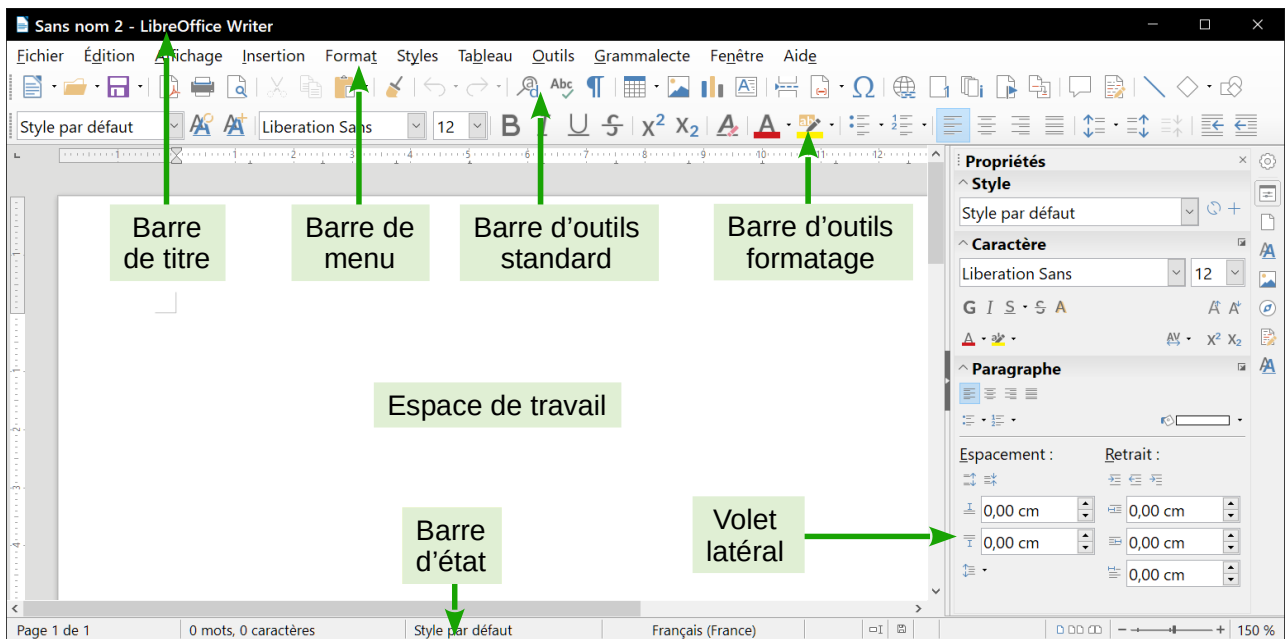 Sans nom 2 - LibreOffice Writer
Fichier Édition Affichage Insertion Format Styles Tableau Outils Grammalecte Fenêtre Aide
Style par défaut Liberation Sans 12
Propriétés
Style
Style par défaut
Barre de titre
Barre de menu
Barre d’outils standard
Barre d’outils formatage
Caractère
Liberation Sans 12
Paragraphe
Espace de travail
Espacement : Retrait :
0,00 cm 0,00 cm
0,00 cm 0,00 cm
0,00 cm
Volet latéral
Barre d’état
Page 1 de 1 0 mots, 0 caractères Style par défaut Français (France) 150 %